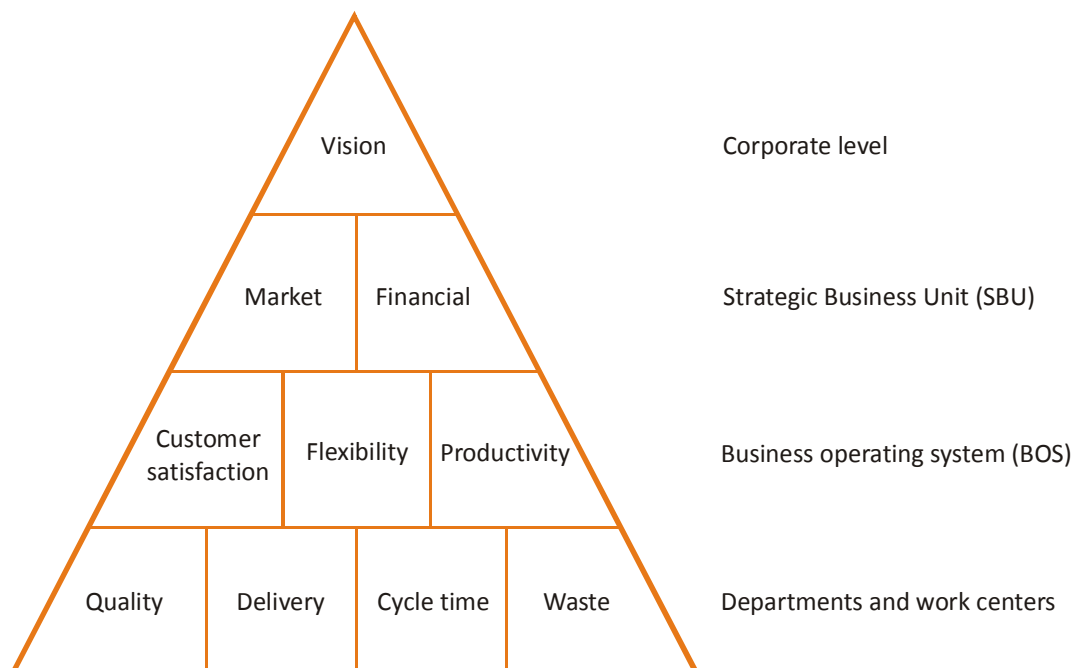 Vision
Corporate level
Market
Financial
Strategic Business Unit (SBU)
Customer
satisfaction
Flexibility
Productivity
Business operating system (BOS)
Quality
Delivery
Cycle time
Waste
Departments and work centers